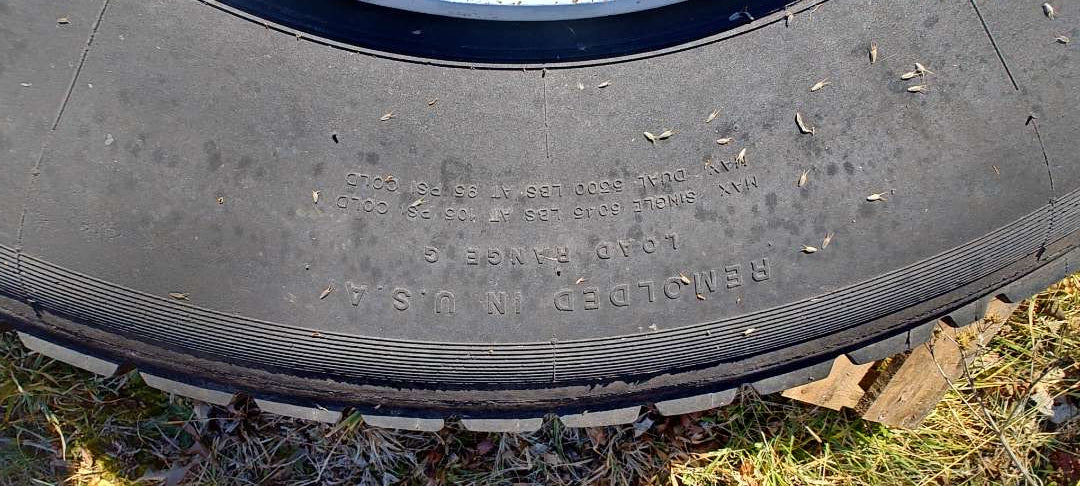 REMOLDED IN U.S.A
LOAD RANGE G
MAX SINGLE 6045 LBS AT 105 PSI COLD
MAX DUAL 5500 LBS AT 95 PSI COLD